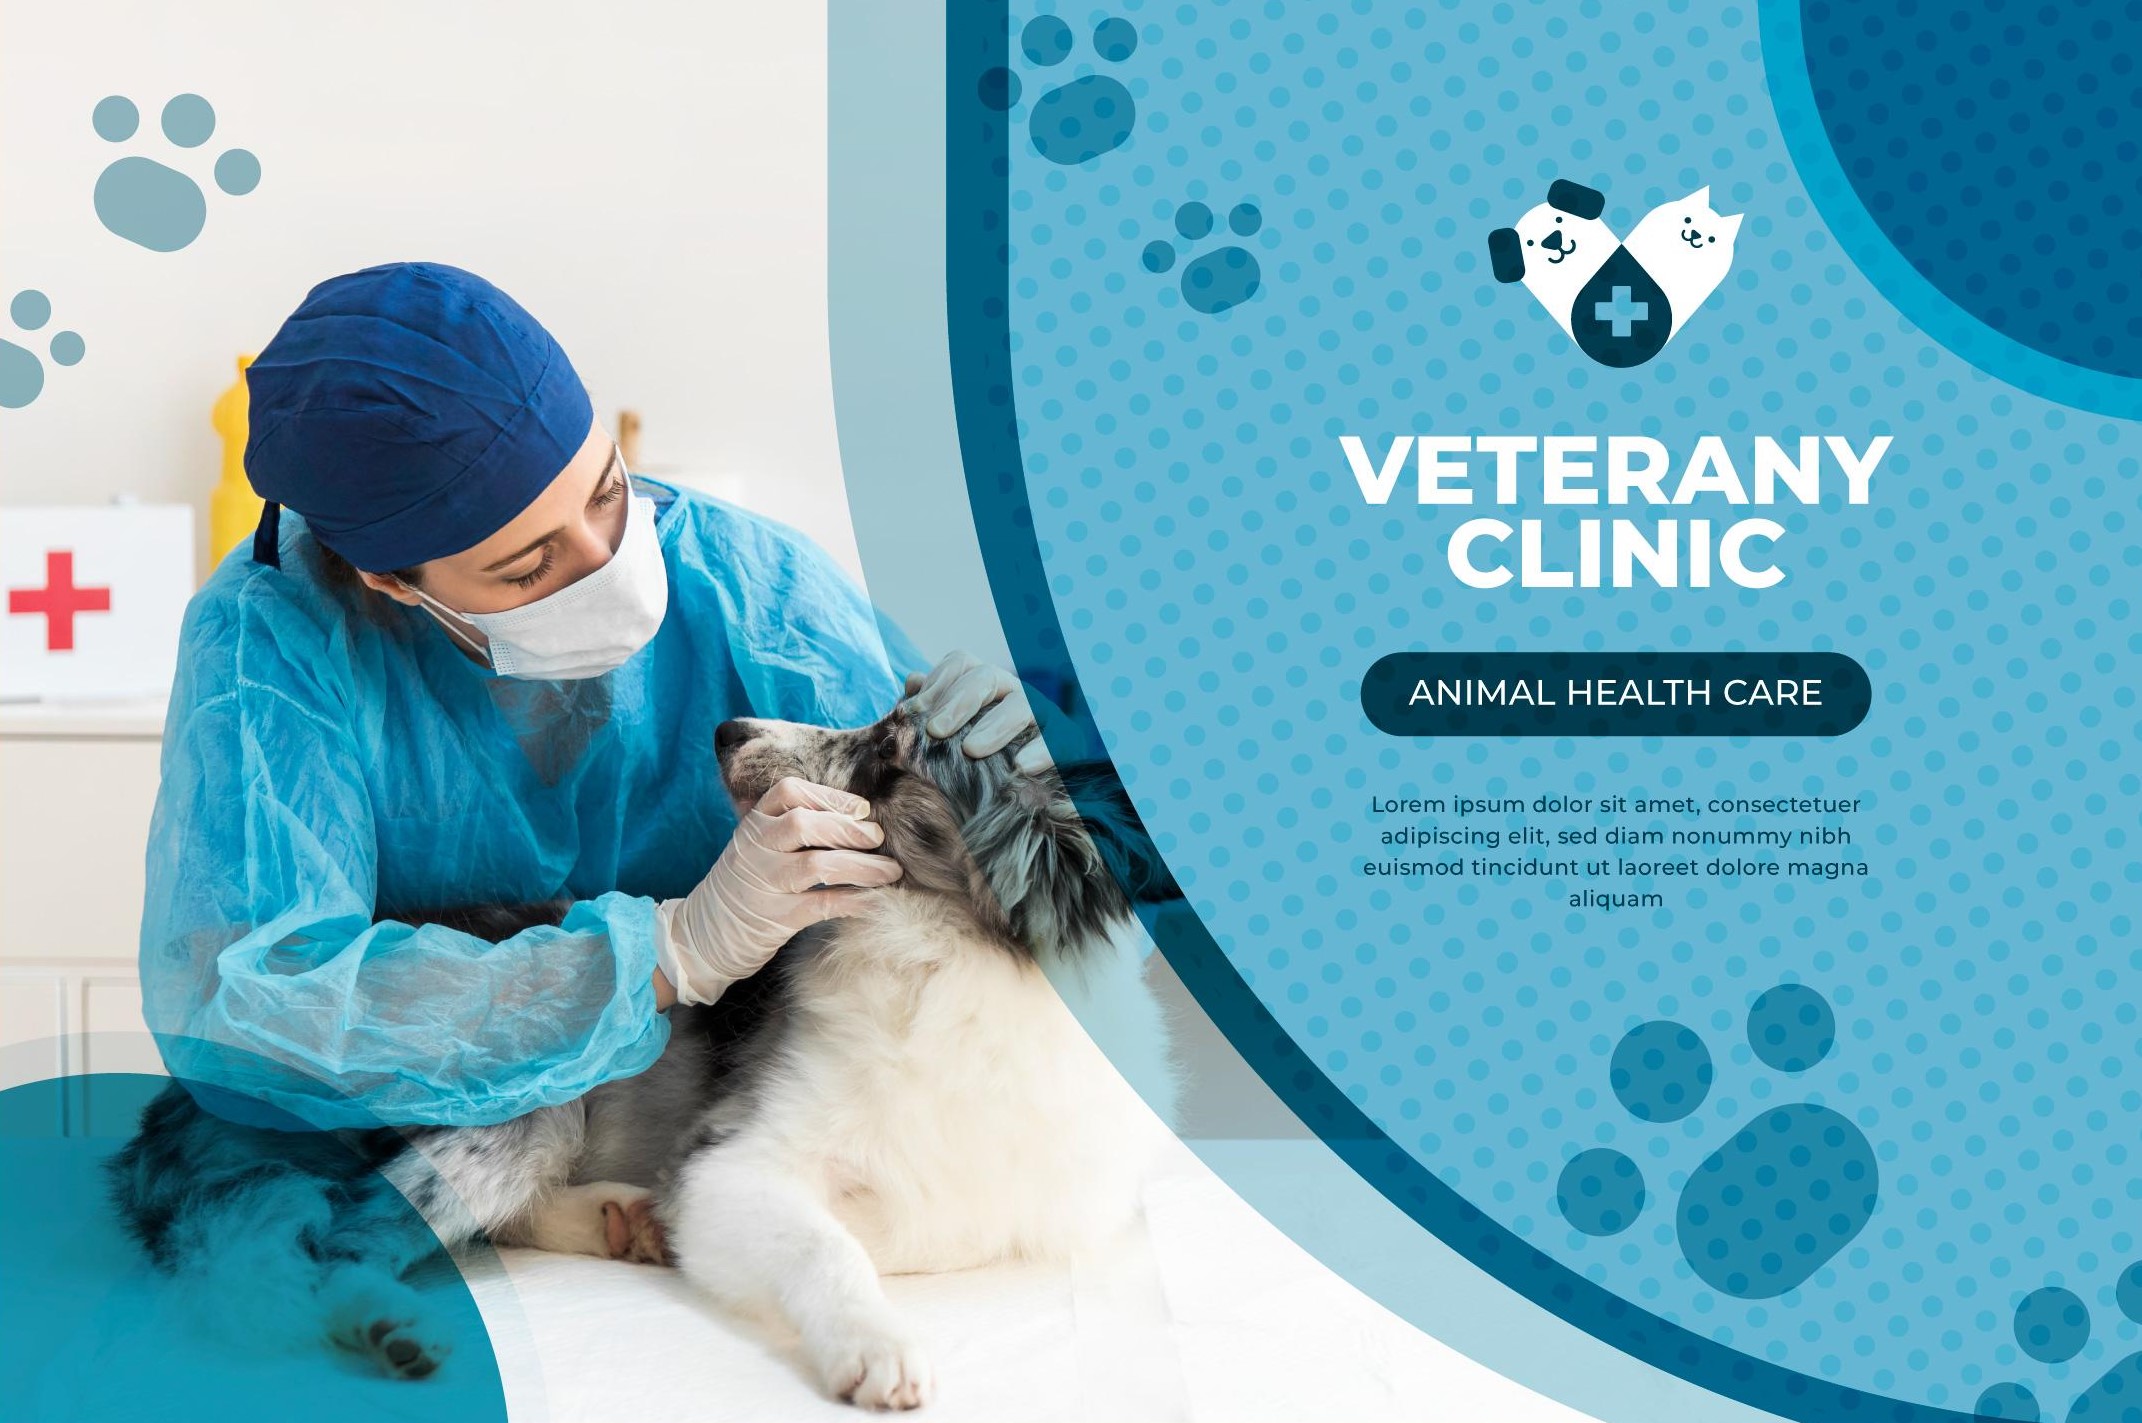 VETERANY
CLINIC
ANIMAL HEALTH CARE
Lorem ipsum dolor sit amet, consectetuer
adipiscing elit, sed diam nonummy nibh
euismod tincidunt ut laoreet dolore magna
aliquam